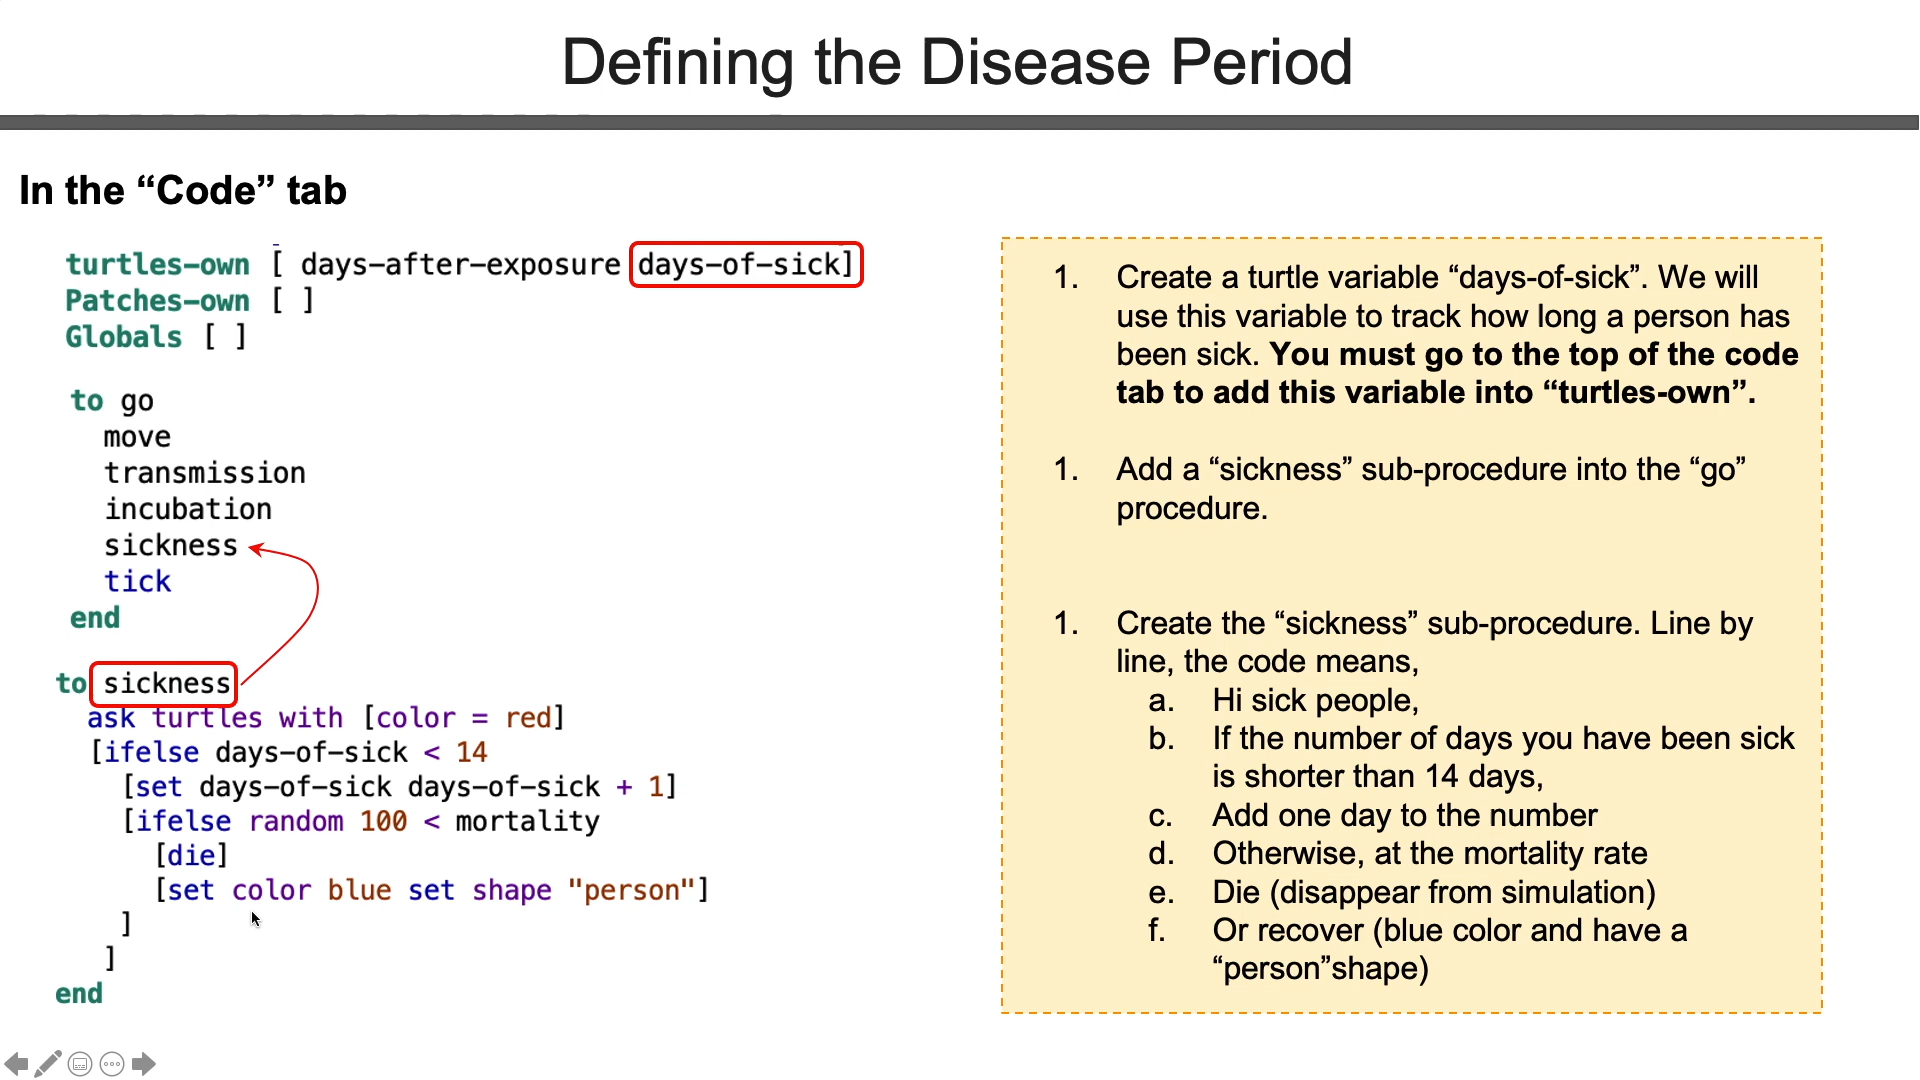 Defining the Disease Period
In the “Code” tab
turtles-own [ days-after-exposure days-of-sick]
Patches-own [ ]
Globals [ ]
to go
move
transmission
incubation
sickness
tick
end
to sickness
ask turtles with [color = red]
[ifelse days-of-sick < 14
[set days-of-sick days-of-sick + 1]
[ifelse random 100 < mortality
[die]
[set color blue set shape "person"]
]
]
end
1. Create a turtle variable “days-of-sick”. We will
use this variable to track how long a person has
been sick. You must go to the top of the code
tab to add this variable into “turtles-own”.
1. Add a “sickness” sub-procedure into the “go”
procedure.
1. Create the “sickness” sub-procedure. Line by
line, the code means,
a. Hi sick people,
b. If the number of days you have been sick
is shorter than 14 days,
c. Add one day to the number
d. Otherwise, at the mortality rate
e. Die (disappear from simulation)
f. Or recover (blue color and have a
“person”shape)